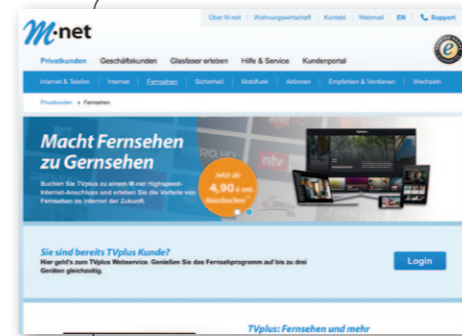 Über M-net | Wohnungswirtschaft | Kontakt | Webmail | EN | Support
M-net
Privatkunden Geschäftskunden Glasfaser erleben Hilfe & Service Kundenportal
Internet & Telefon | Internet | Fernsehen | Sicherheit | Mobilfunk | Aktionen | Empfehlen & Verdienen | Wechseln
Privatkunden » Fernsehen
Macht Fernsehen
zu Gernsehen
Buchen Sie TVplus zu einem M-net Highspeed-
Internet-Anschluss und erleben Sie die Vorteile von
Fernsehen im Internet der Zukunft.
Jetzt ab
4,90 €
ntv
Sie sind bereits TVplus Kunde?
Hier geht's zum TVplus Webservice. Genießen Sie das Fernsehprogramm auf bis zu drei
Geräten gleichzeitig.
Login
TVplus: Fernsehen und mehr